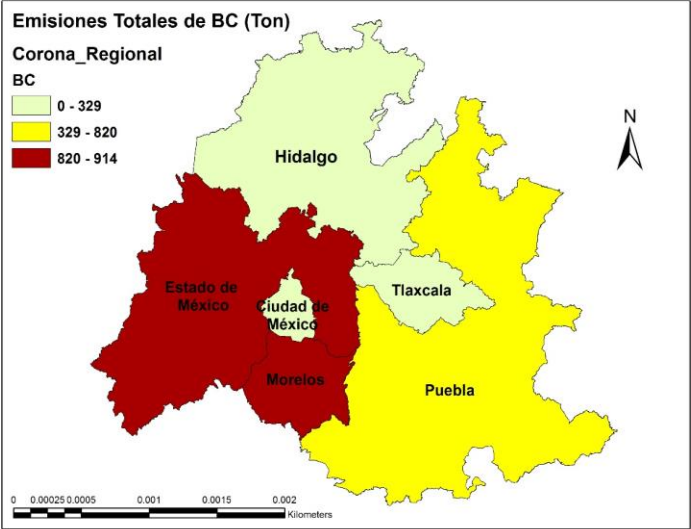 Emisiones Totales de BC (Ton)
Corona_Regional
BC
0 - 329
329 - 820
820 - 914
N
Hidalgo
Estado de
México
Ciudad de
México
Tlaxcala
Morelos
Puebla
0 0.00025 0.0005 0.001 0.0015 0.002
Kilometers